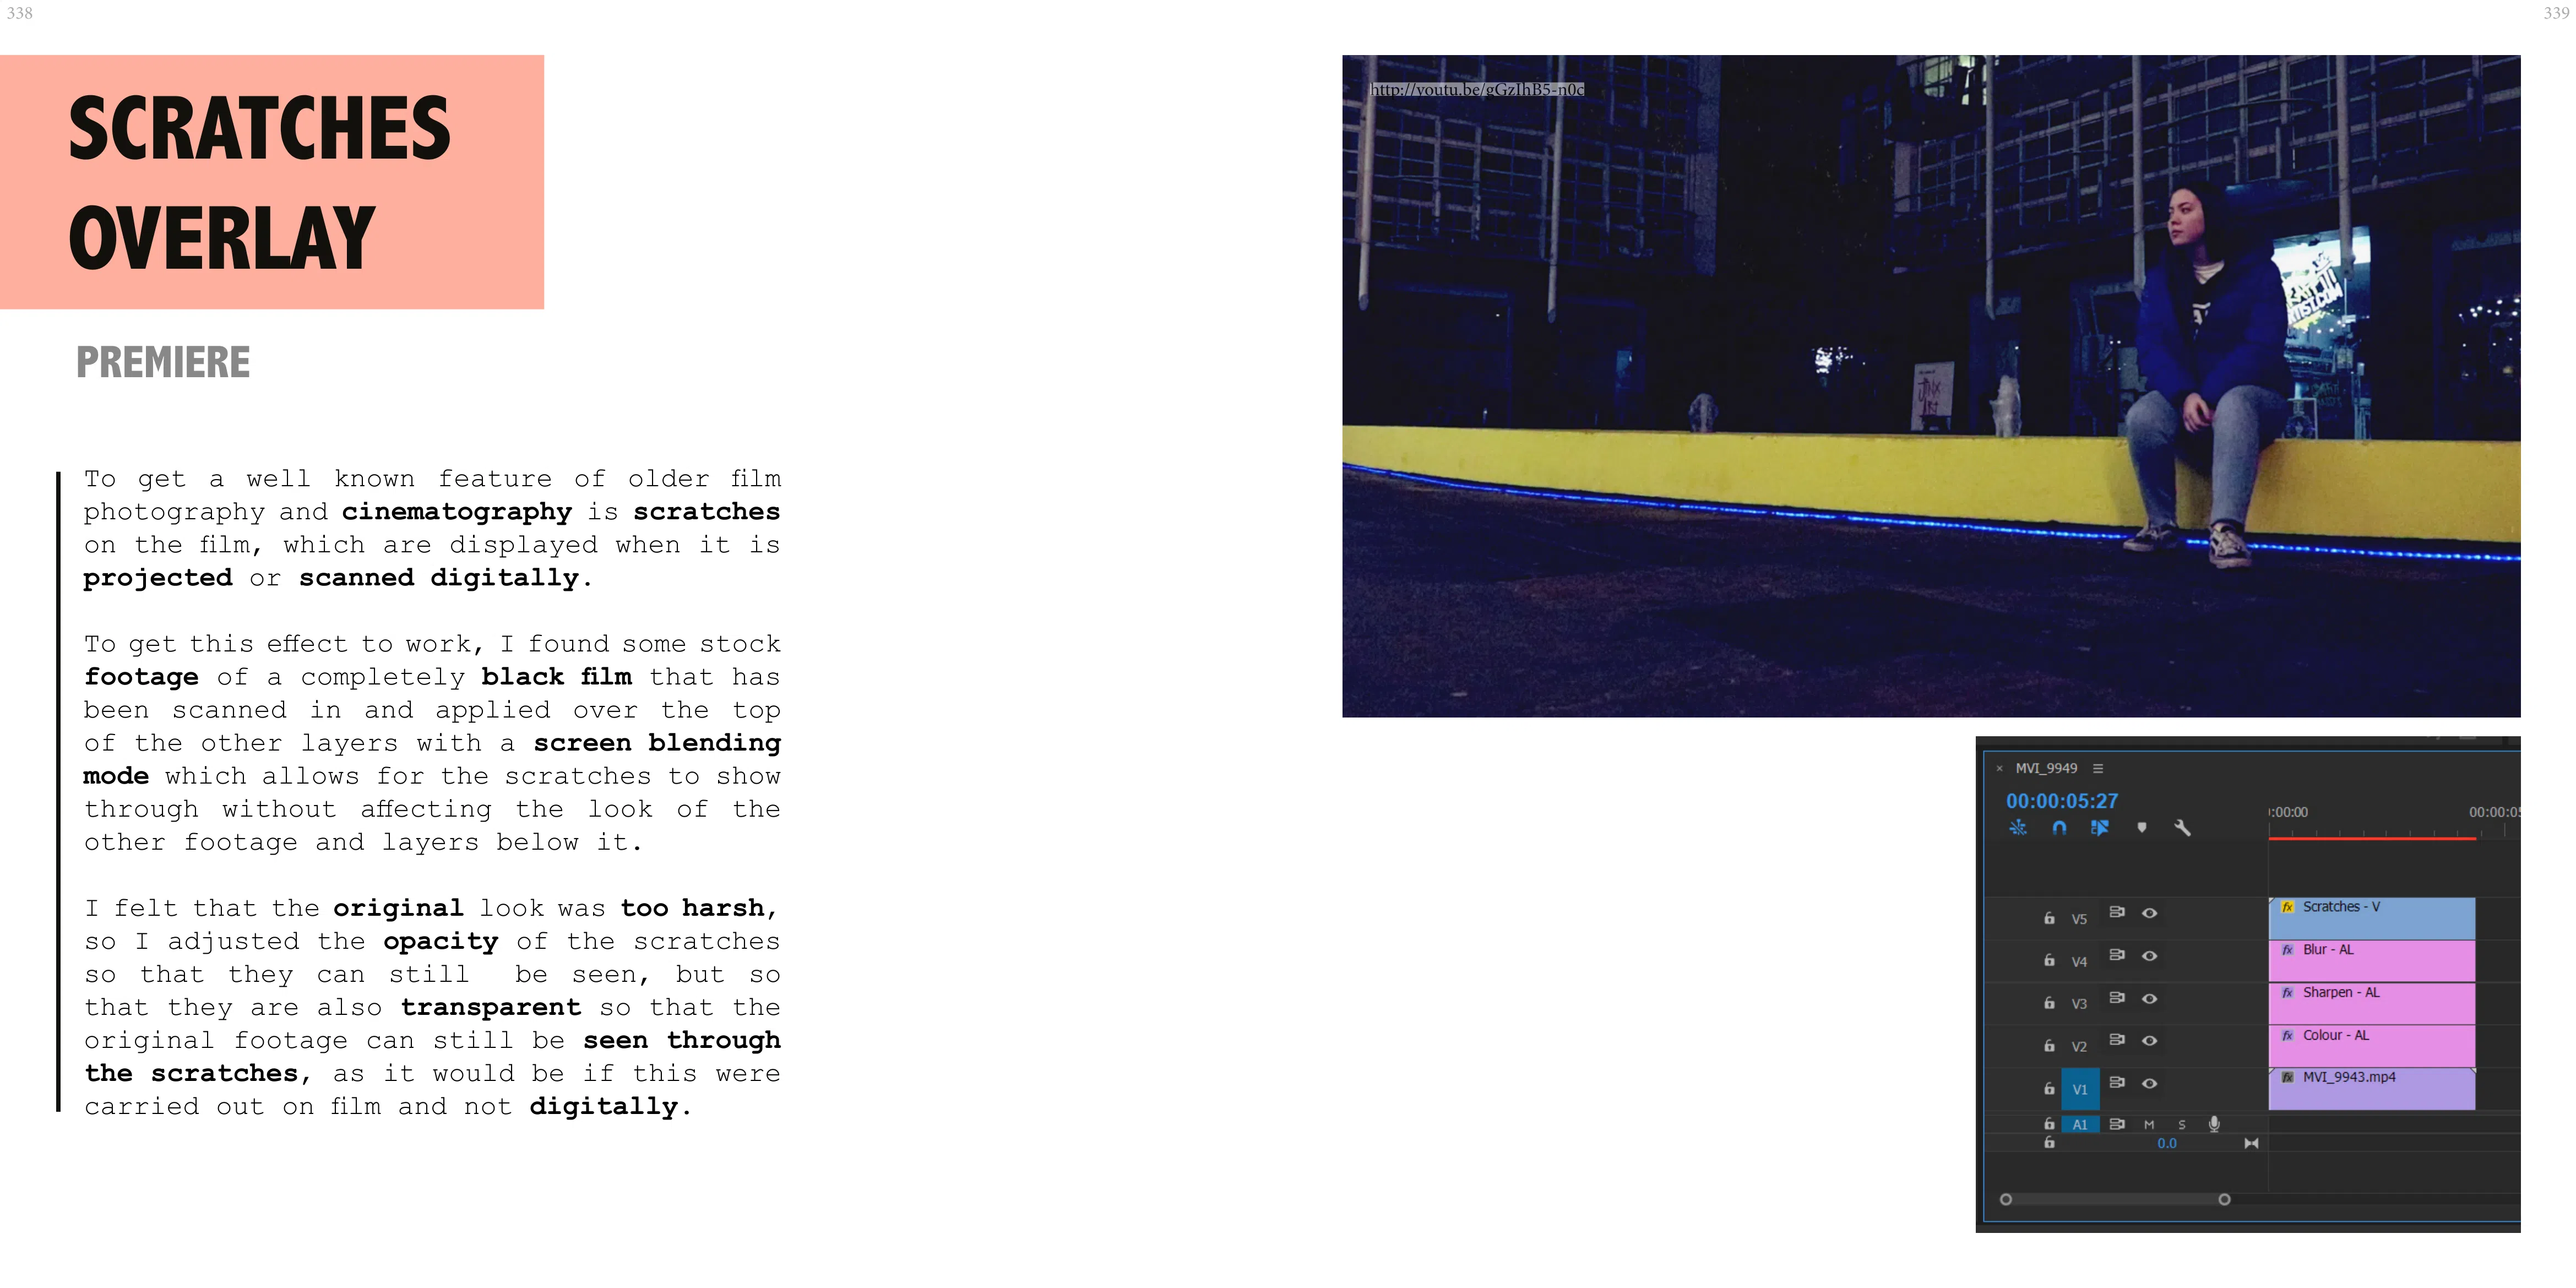 338
339
SCRATCHES
OVERLAY
PREMIERE
To get a well known feature of older film
photography and cinematography is scratches
on the film, which are displayed when it is
projected or scanned digitally.
To get this effect to work, I found some stock
footage of a completely black film that has
been scanned in and applied over the top
of the other layers with a screen blending
mode which allows for the scratches to show
through without affecting the look of the
other footage and layers below it.
I felt that the original look was too harsh,
so I adjusted the opacity of the scratches
so that they can still be seen, but so
that they are also transparent so that the
original footage can still be seen through
the scratches, as it would be if this were
carried out on film and not digitally.
http://youtu.be/gGzIhB5-n0c
× MVI_9949
00:00:05:27
:00:00 00:00:05
V5 fx Scratches - V
V4 fx Blur - AL
V3 fx Sharpen - AL
V2 fx Colour - AL
V1 fx MVI_9943.mp4
A1 M S
0.0